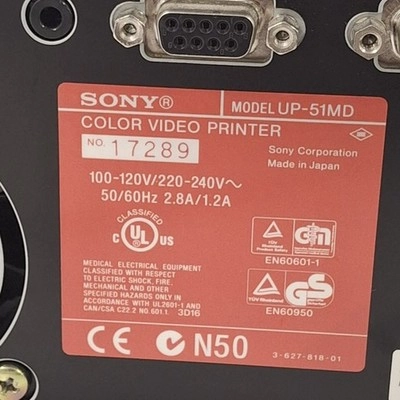 SONY®
MODEL UP-51MD
COLOR VIDEO PRINTER
NO. 17289
Sony Corporation
Made in Japan
100-120V/220-240V~
50/60Hz 2.8A/1.2A
CLASSIFIED
C UL US
MEDICAL ELECTRICAL EQUIPMENT
CLASSIFIED WITH RESPECT
TO ELECTRIC SHOCK, FIRE,
MECHANICAL AND OTHER
SPECIFIED HAZARDS ONLY IN
ACCORDANCE WITH UL2601-1 AND
CAN/CSA C22.2 NO.601.1 3D16
EN60601-1
TÜV Rheinland
GS
EN60950
CE N50
3-627-818-01